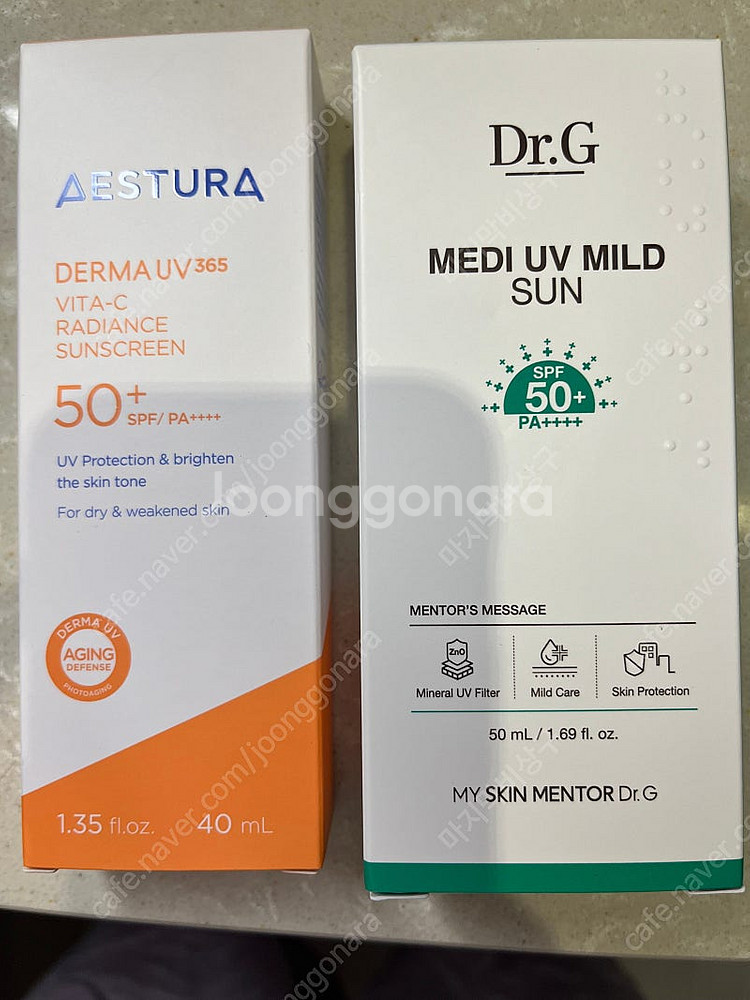 AESTURA
DERMA UV 365
VITA-C
RADIANCE
SUNSCREEN
50+
SPF/ PA++++
UV Protection & brighten
the skin tone
For dry & weakened skin
DERMA UV
AGING
DEFENSE
PHOTOAGING
1.35 fl.oz. 40 mL
Dr.G
MEDI UV MILD
SUN
SPF
50+
PA++++
MENTOR'S MESSAGE
ZnO
Mineral UV Filter
Mild Care
Skin Protection
50 mL / 1.69 fl. oz.
MY SKIN MENTOR Dr.G
Joonggonara
cafe.naver.com/joonggonara